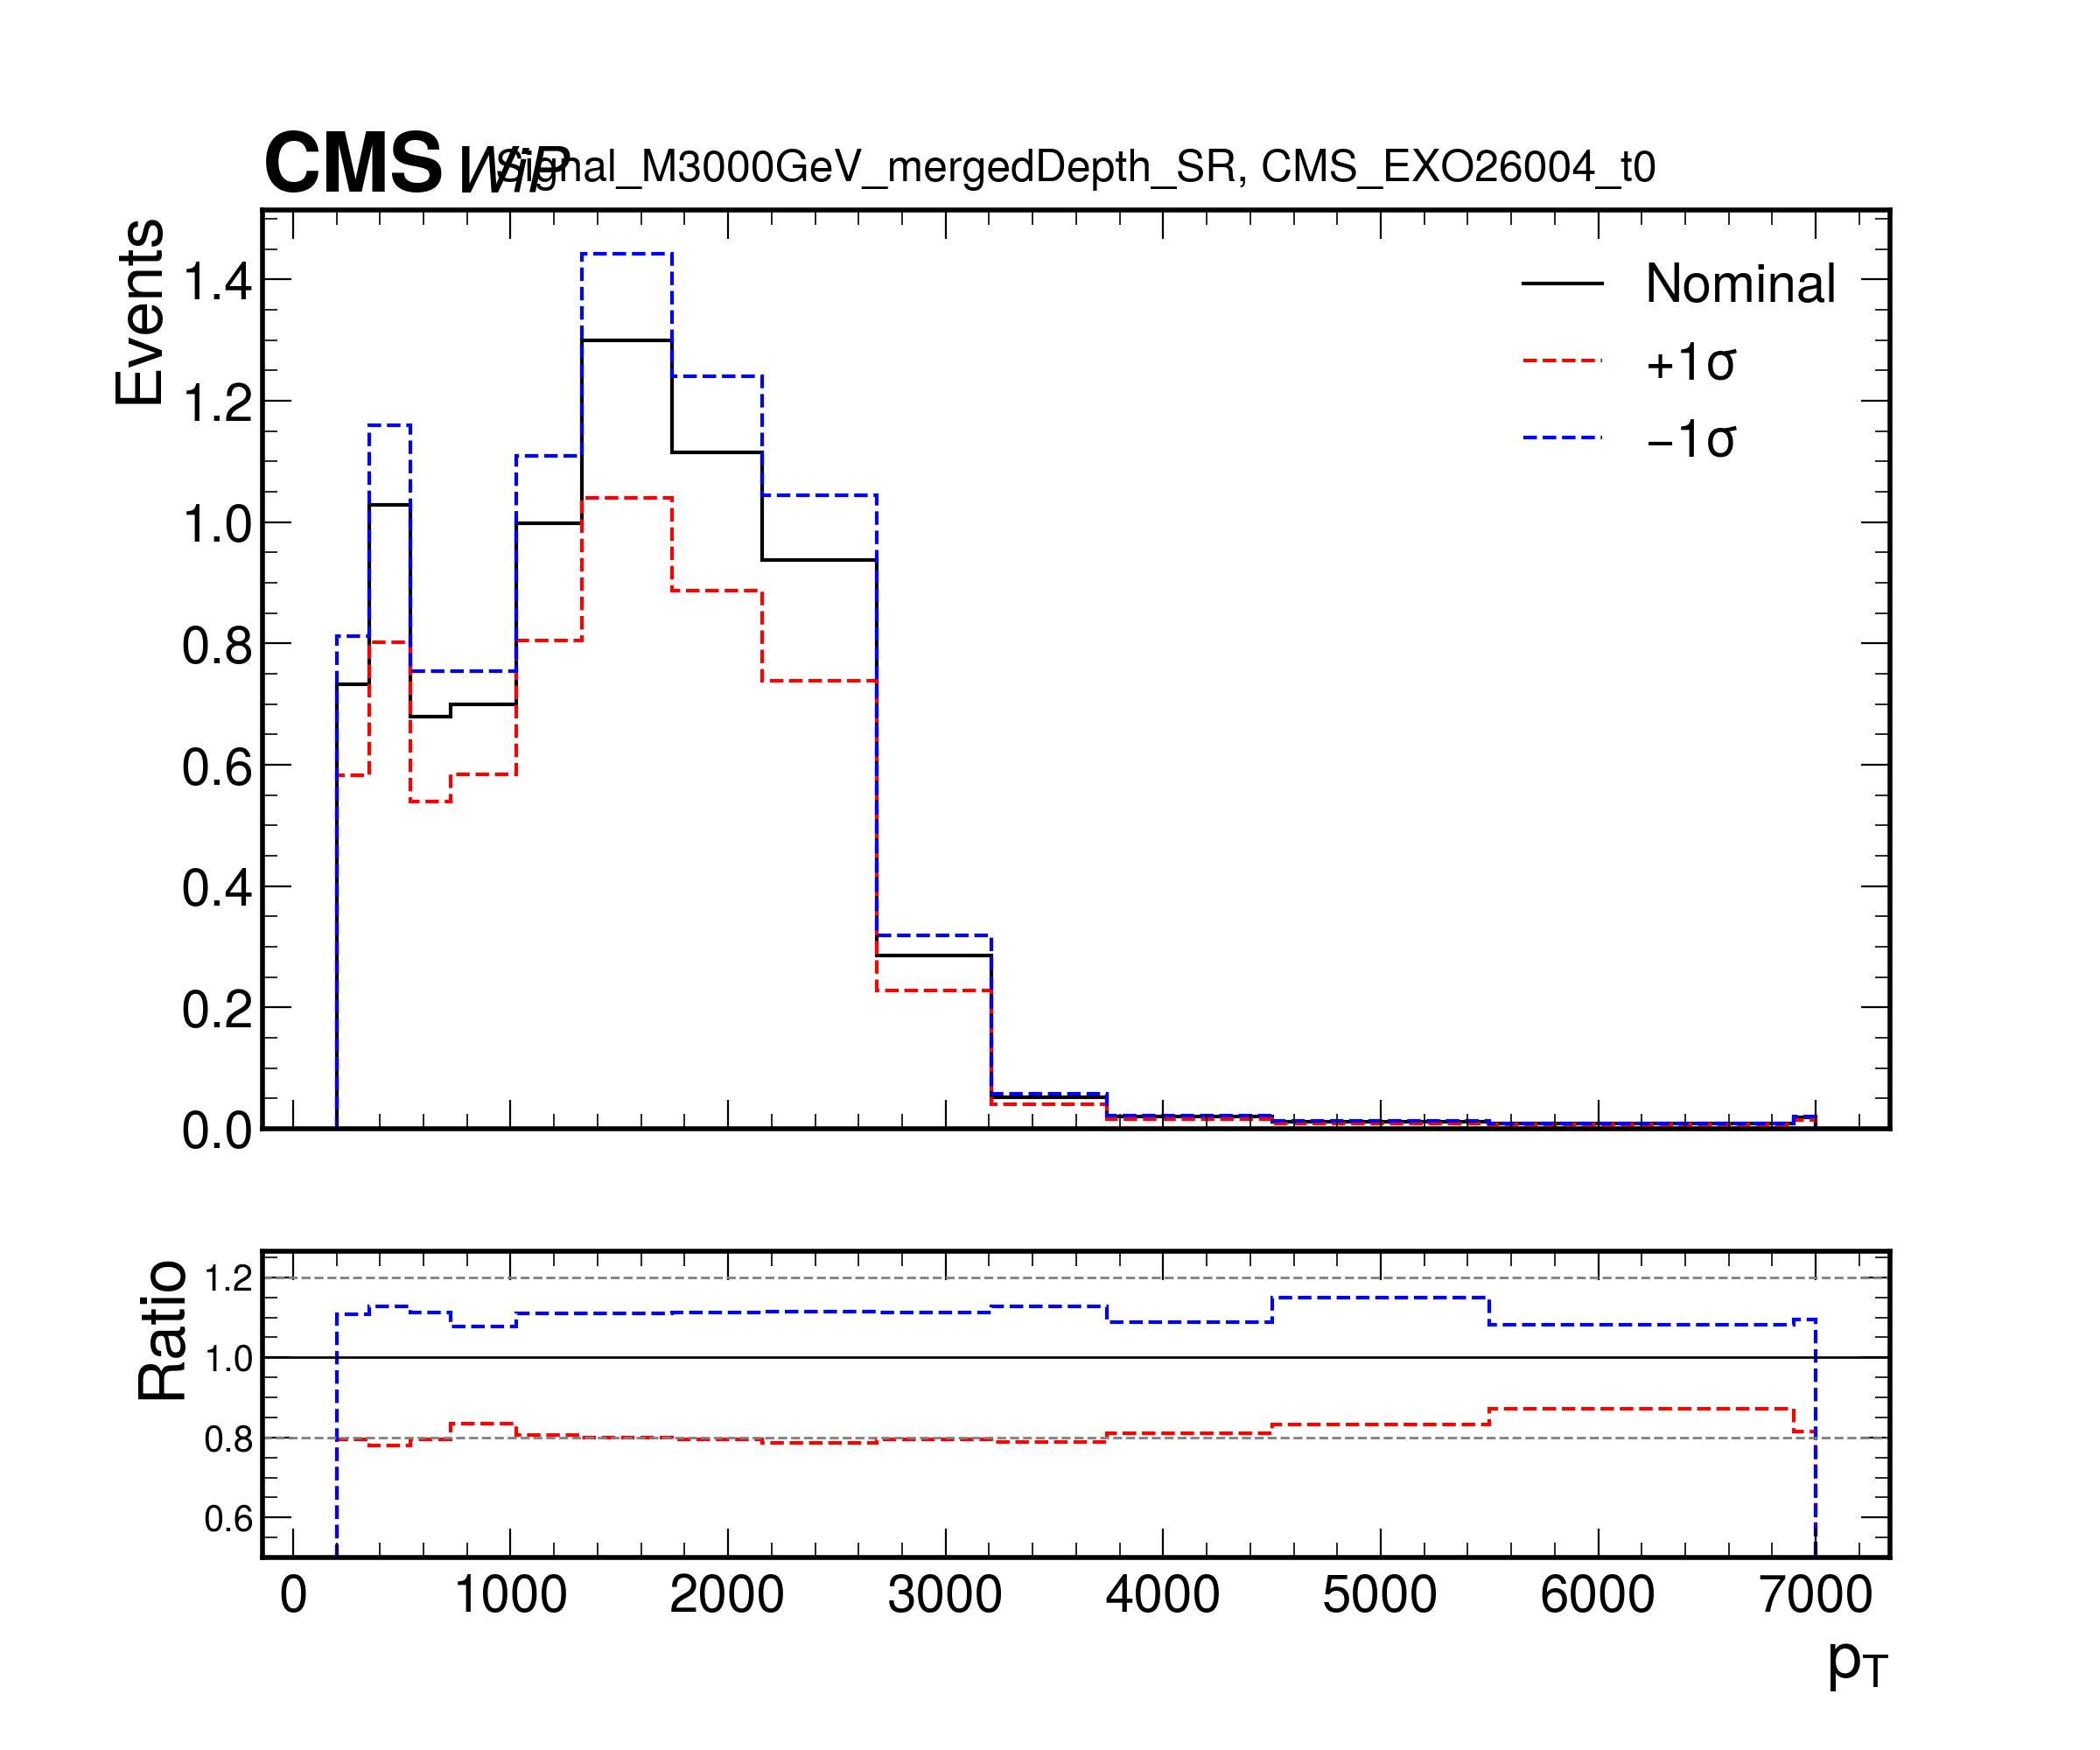 CMS WiP Signal_M3000GeV_mergedDepth_SR, CMS_EXO26004_t0
Events
1.4
1.2
1.0
0.8
0.6
0.4
0.2
0.0
Nominal
+1σ
−1σ
Ratio
1.2
1.0
0.8
0.6
0 1000 2000 3000 4000 5000 6000 7000
pT